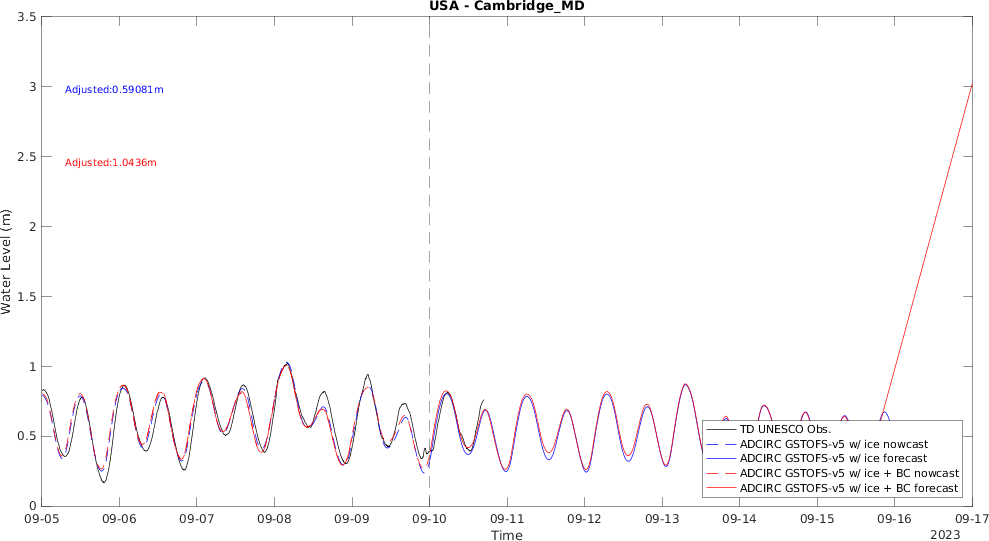 USA - Cambridge_MD
3.5
3
2.5
2
1.5
1
0.5
0
Water Level (m)
Adjusted:0.59081m
Adjusted:1.0436m
TD UNESCO Obs.
ADCIRC GSTOFS-v5 w/ ice nowcast
ADCIRC GSTOFS-v5 w/ ice forecast
ADCIRC GSTOFS-v5 w/ ice + BC nowcast
ADCIRC GSTOFS-v5 w/ ice + BC forecast
09-05 09-06 09-07 09-08 09-09 09-10 09-11 09-12 09-13 09-14 09-15 09-16 09-17
Time
2023